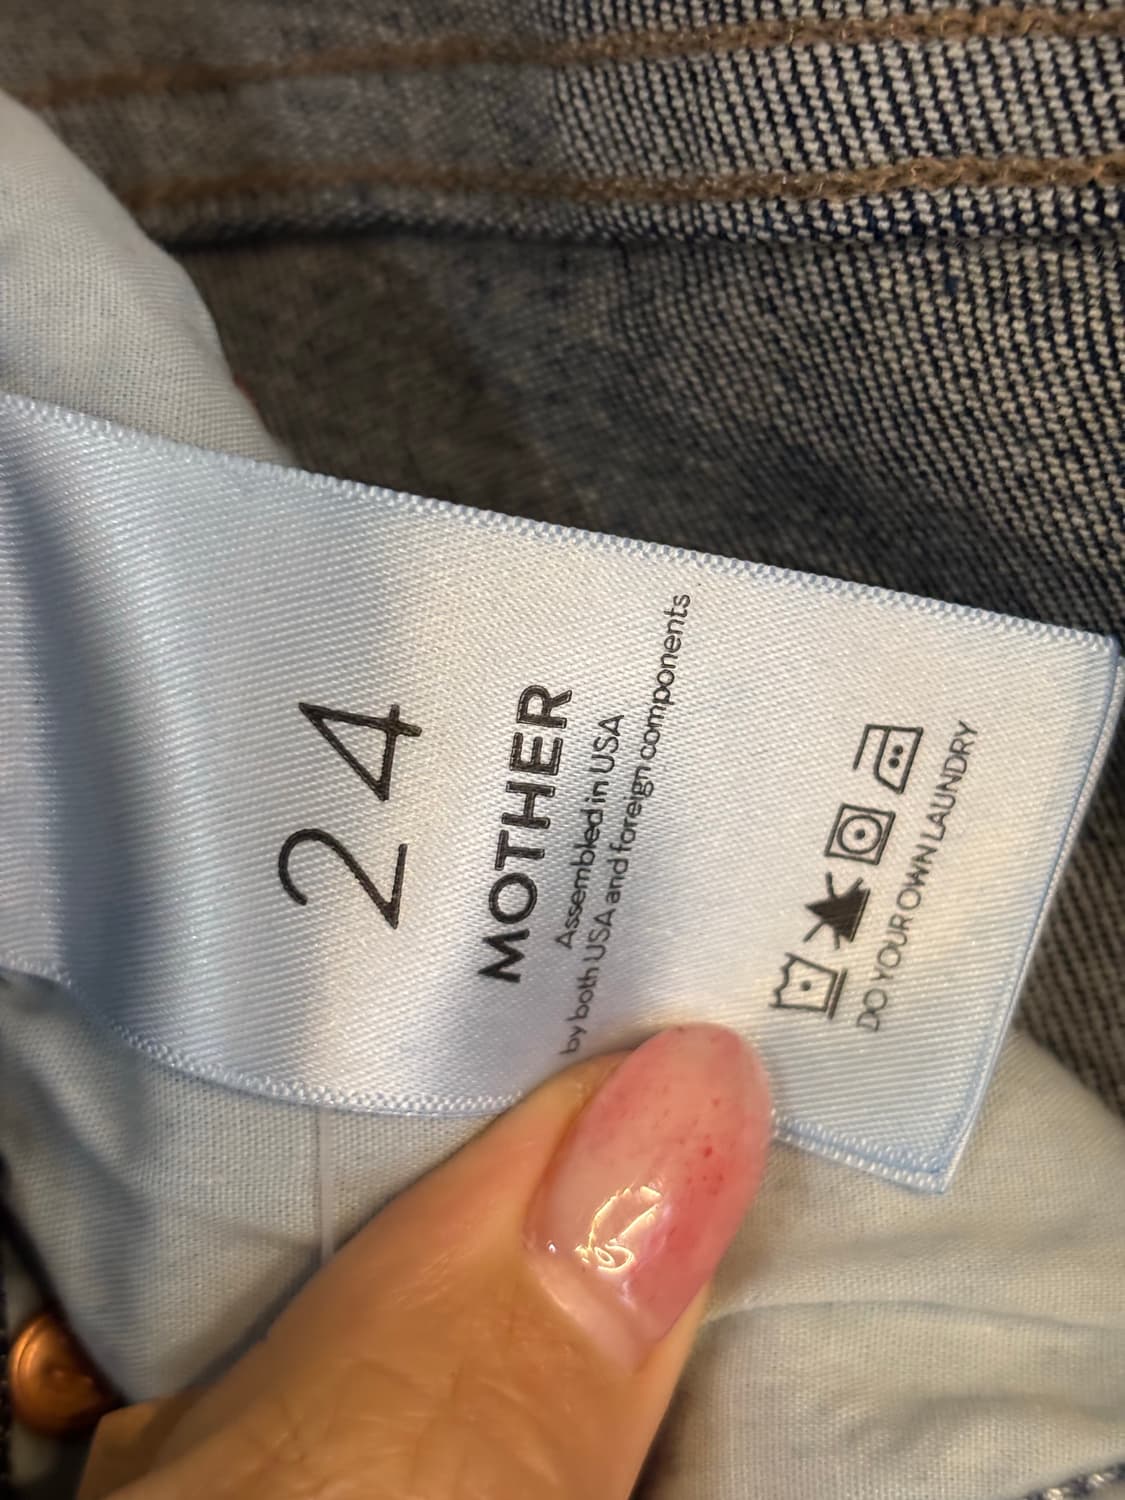 24
MOTHER
Assembled in USA
by both USA and foreign components
DO YOUR OWN LAUNDRY